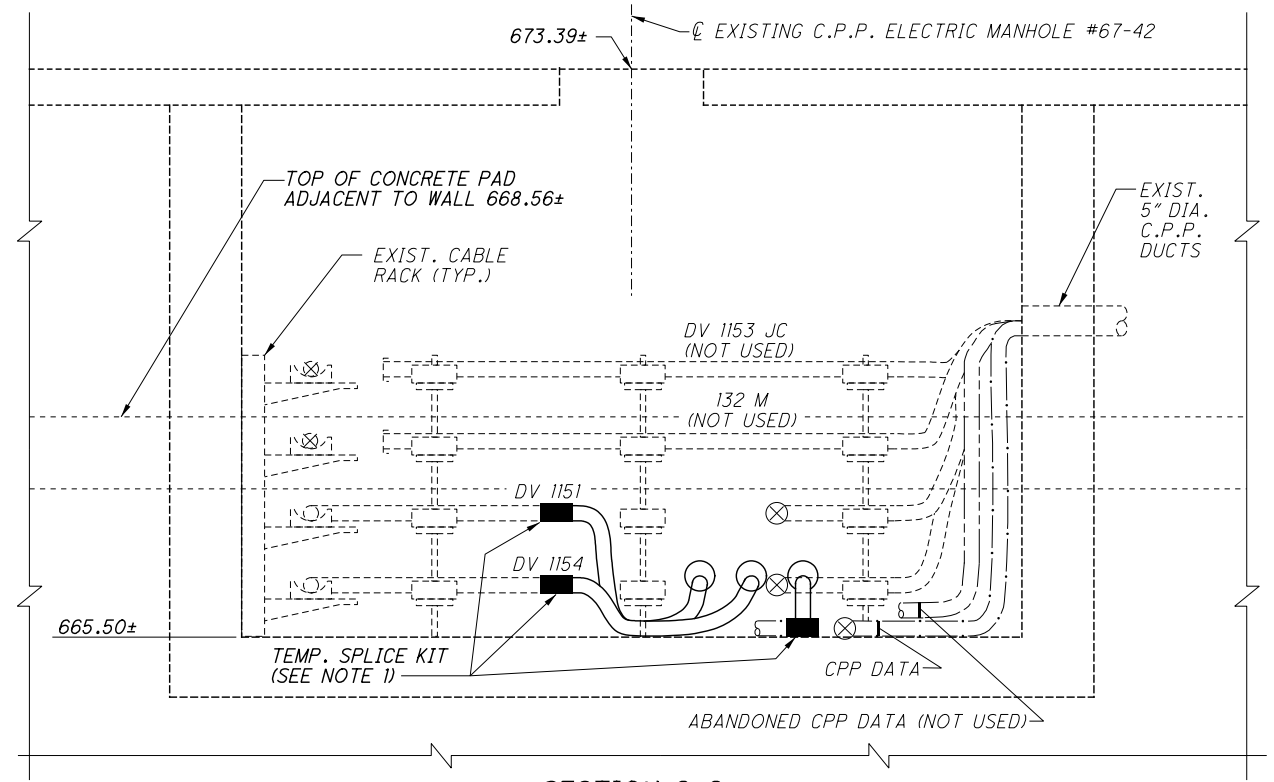 673.39±
℄ EXISTING C.P.P. ELECTRIC MANHOLE #67-42
TOP OF CONCRETE PAD
ADJACENT TO WALL 668.56±
EXIST.
5" DIA.
C.P.P.
DUCTS
EXIST. CABLE
RACK (TYP.)
DV 1153 JC
(NOT USED)
132 M
(NOT USED)
DV 1151
DV 1154
665.50±
TEMP. SPLICE KIT
(SEE NOTE 1)
CPP DATA
ABANDONED CPP DATA (NOT USED)